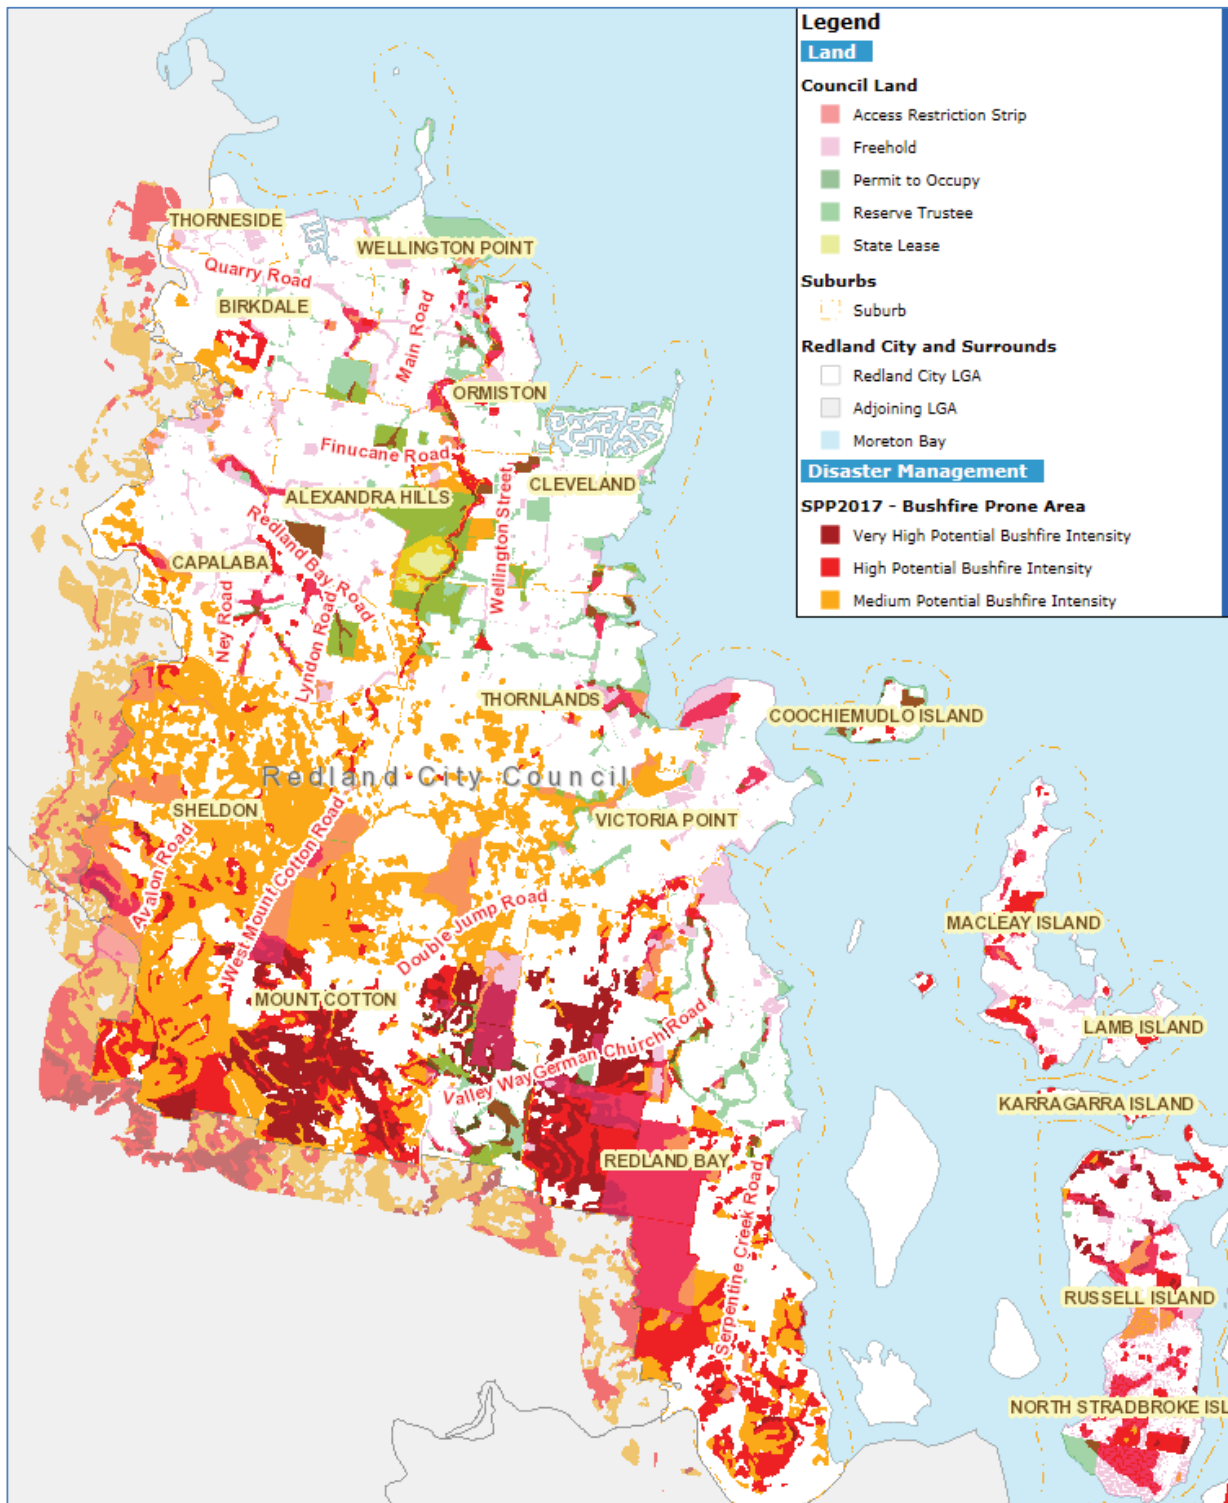 Legend
Land
Council Land
Access Restriction Strip
Freehold
Permit to Occupy
Reserve Trustee
State Lease
Suburbs
Suburb
Redland City and Surrounds
Redland City LGA
Adjoining LGA
Moreton Bay
Disaster Management
SPP2017 - Bushfire Prone Area
Very High Potential Bushfire Intensity
High Potential Bushfire Intensity
Medium Potential Bushfire Intensity
THORNESIDE
WELLINGTON POINT
Quarry Road
BIRKDALE
Main Road
ORMISTON
Finucane Road
CLEVELAND
ALEXANDRA HILLS
Wellington Street
Redland Bay Road
CAPALABA
Ney Road
Lyndon Road
THORNLANDS
COOCHIEMUDLO ISLAND
Redland City Council
SHELDON
VICTORIA POINT
Avalon Road
West Mount Cotton Road
Double Jump Road
MACLEAY ISLAND
MOUNT COTTON
LAMB ISLAND
Valley Way
German Church Road
KARRAGARRA ISLAND
REDLAND BAY
Serpentine Creek Road
RUSSELL ISLAND
NORTH STRADBROKE ISL